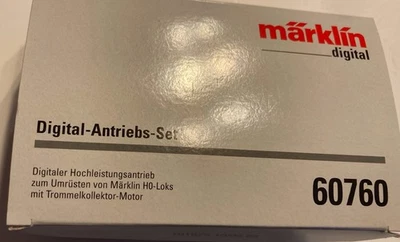 märklin
digital
Digital-Antriebs-Set
Digitaler Hochleistungsantrieb
zum Umrüsten von Märklin H0-Loks
mit Trommelkollektor-Motor
60760